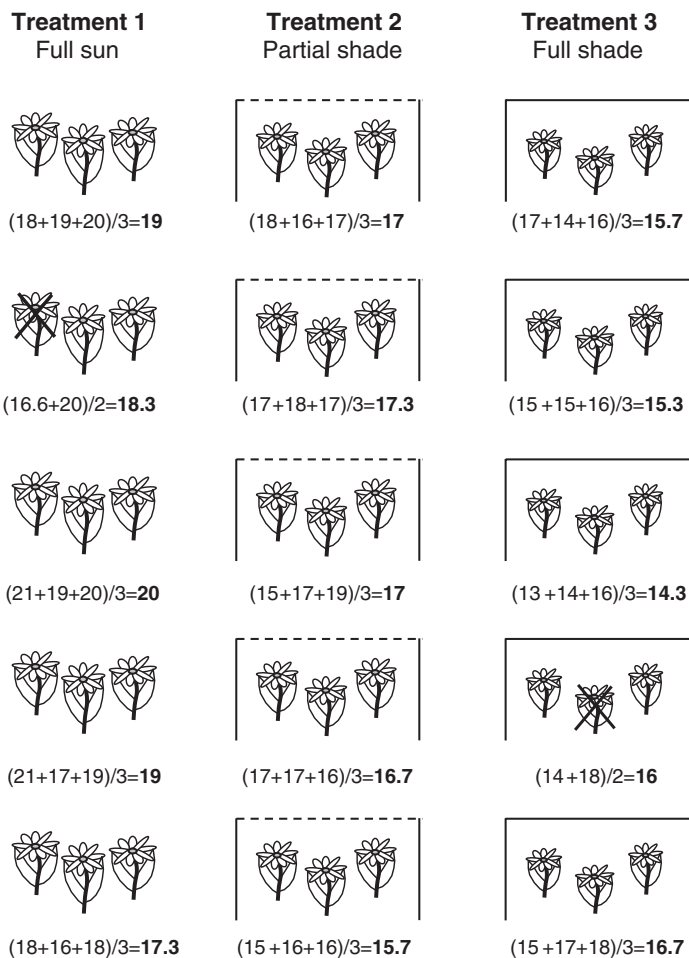 Treatment 1 Treatment 2 Treatment 3
Full sun Partial shade Full shade
(18+19+20)/3=19 (18+16+17)/3=17 (17+14+16)/3=15.7
(16.6+20)/2=18.3 (17+18+17)/3=17.3 (15+15+16)/3=15.3
(21+19+20)/3=20 (15+17+19)/3=17 (13+14+16)/3=14.3
(21+17+19)/3=19 (17+17+16)/3=16.7 (14+18)/2=16
(18+16+18)/3=17.3 (15+16+16)/3=15.7 (15+17+18)/3=16.7